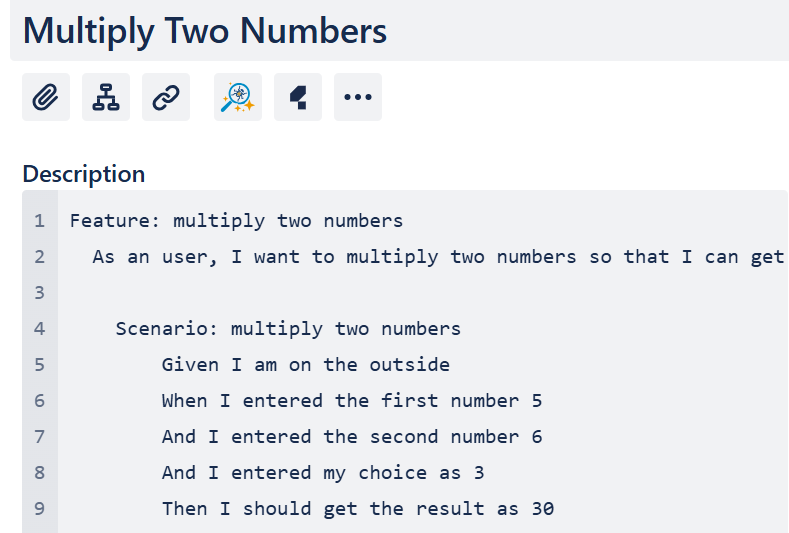 Multiply Two Numbers
Description
1 Feature: multiply two numbers
2 As an user, I want to multiply two numbers so that I can get
3
4 Scenario: multiply two numbers
5 Given I am on the outside
6 When I entered the first number 5
7 And I entered the second number 6
8 And I entered my choice as 3
9 Then I should get the result as 30